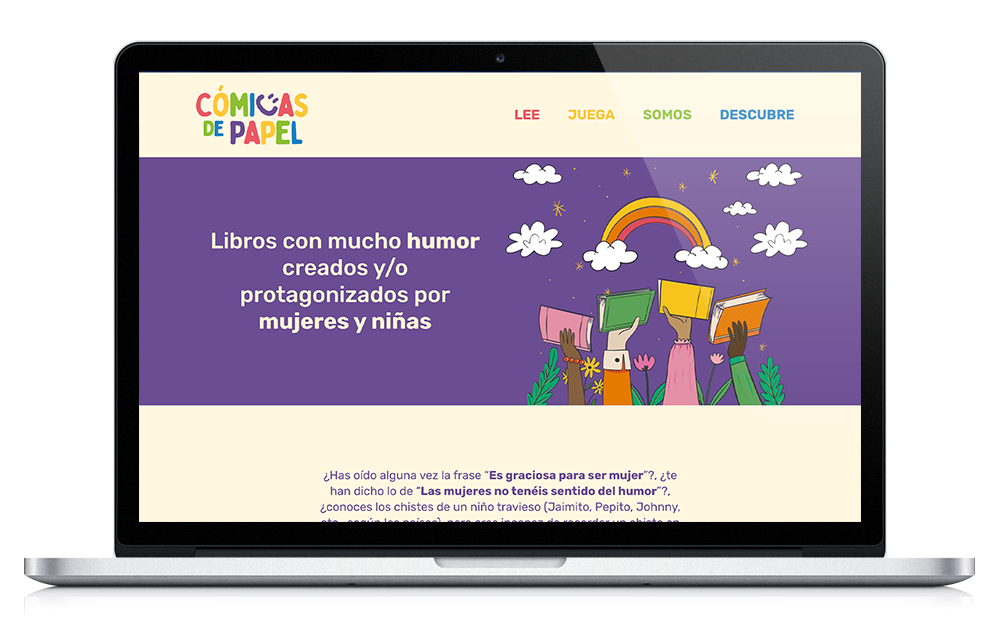 CÓMICAS
DE PAPEL
LEE JUEGA SOMOS DESCUBRE
Libros con mucho humor
creados y/o
protagonizados por
mujeres y niñas
¿Has oído alguna vez la frase “Es graciosa para ser mujer”?, ¿te
han dicho lo de “Las mujeres no tenéis sentido del humor”?,
¿conoces los chistes de un niño travieso (Jaimito, Pepito, Johnny,